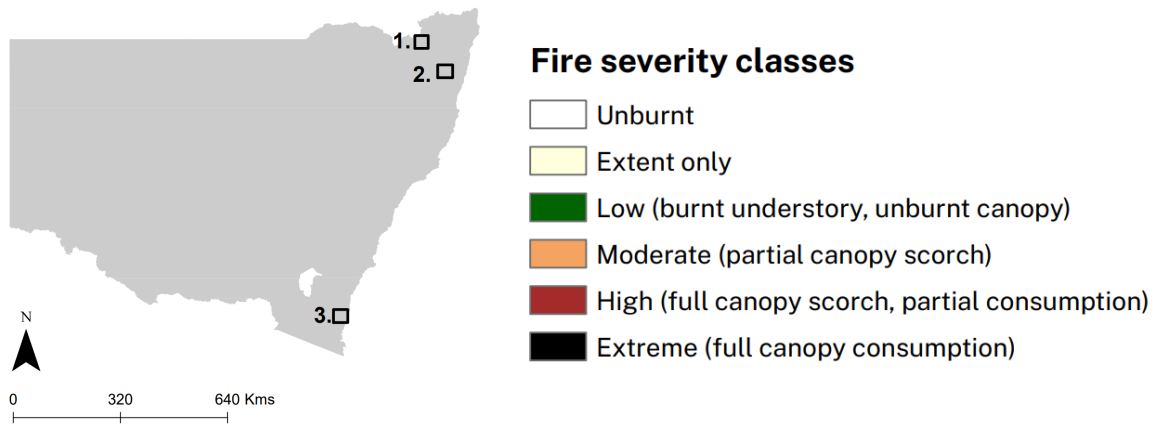 1.
2.
3.
N
0 320 640 Kms
Fire severity classes
Unburnt
Extent only
Low (burnt understory, unburnt canopy)
Moderate (partial canopy scorch)
High (full canopy scorch, partial consumption)
Extreme (full canopy consumption)